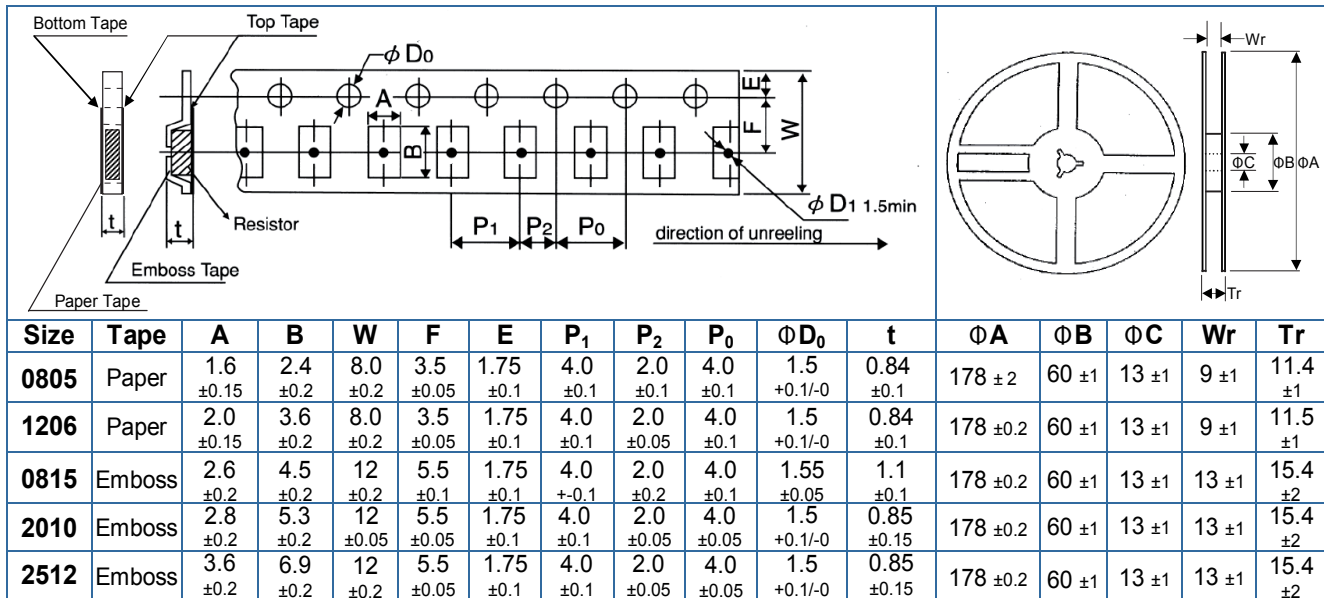 Bottom Tape
Top Tape
ϕ D0
A
B
E
F
W
t
t
Resistor
Emboss Tape
Paper Tape
P1
P2
P0
ϕ D1 1.5min
direction of unreeling
Wr
ΦC
ΦB
ΦA
Tr
Size Tape A B W F E P1 P2 P0 ΦD0 t ΦA ΦB ΦC Wr Tr
0805 Paper 1.6 ±0.15 2.4 ±0.2 8.0 ±0.2 3.5 ±0.05 1.75 ±0.1 4.0 ±0.1 2.0 ±0.1 4.0 ±0.1 1.5 +0.1/-0 0.84 ±0.1 178 ± 2 60 ±1 13 ±1 9 ±1 11.4 ±1
1206 Paper 2.0 ±0.15 3.6 ±0.2 8.0 ±0.2 3.5 ±0.05 1.75 ±0.1 4.0 ±0.1 2.0 ±0.05 4.0 ±0.1 1.5 +0.1/-0 0.84 ±0.1 178 ±0.2 60 ±1 13 ±1 9 ±1 11.5 ±1
0815 Emboss 2.6 ±0.2 4.5 ±0.2 12 ±0.2 5.5 ±0.1 1.75 ±0.1 4.0 +-0.1 2.0 ±0.2 4.0 ±0.1 1.55 ±0.05 1.1 ±0.1 178 ±0.2 60 ±1 13 ±1 13 ±1 15.4 ±2
2010 Emboss 2.8 ±0.2 5.3 ±0.2 12 ±0.05 5.5 ±0.05 1.75 ±0.1 4.0 ±0.1 2.0 ±0.05 4.0 ±0.05 1.5 +0.1/-0 0.85 ±0.15 178 ±0.2 60 ±1 13 ±1 13 ±1 15.4 ±2
2512 Emboss 3.6 ±0.2 6.9 ±0.2 12 ±0.2 5.5 ±0.05 1.75 ±0.1 4.0 ±0.1 2.0 ±0.05 4.0 ±0.05 1.5 +0.1/-0 0.85 ±0.15 178 ±0.2 60 ±1 13 ±1 13 ±1 15.4 ±2